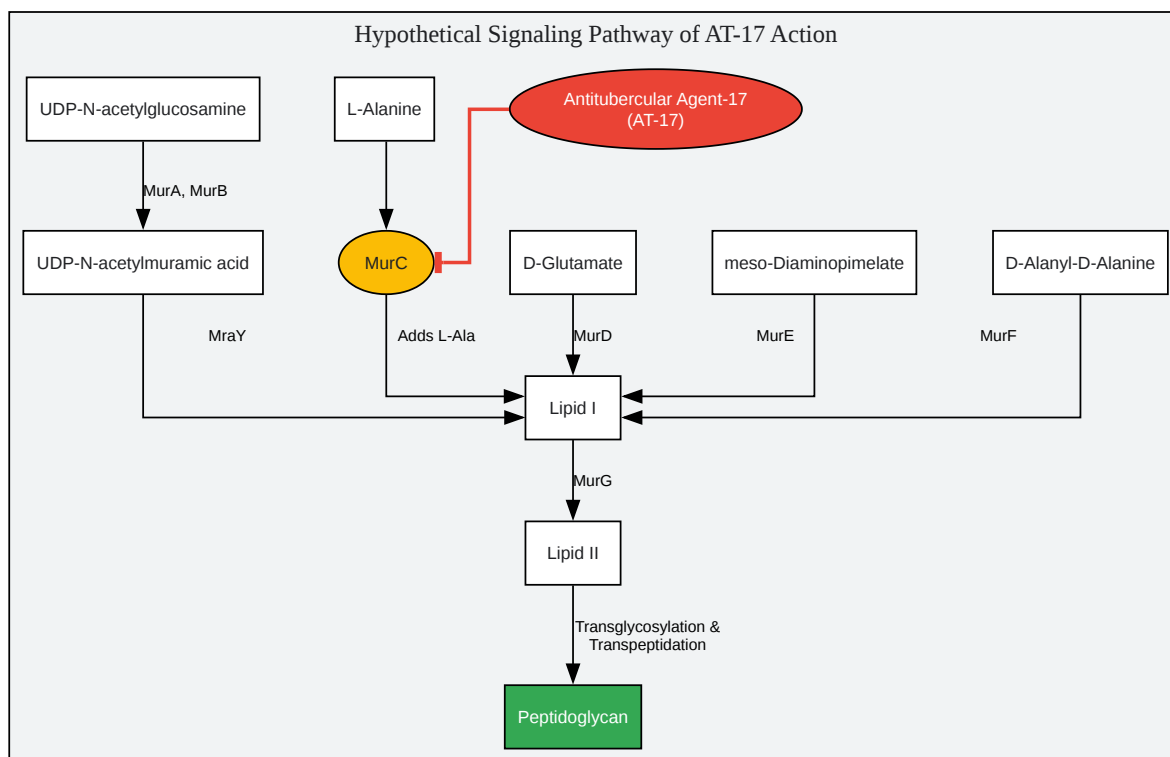 Hypothetical Signaling Pathway of AT-17 Action
UDP-N-acetylglucosamine
L-Alanine
Antitubercular Agent-17
(AT-17)
MurA, MurB
UDP-N-acetylmuramic acid
MurC
D-Glutamate
meso-Diaminopimelate
D-Alanyl-D-Alanine
MraY
Adds L-Ala
MurD
MurE
MurF
Lipid I
MurG
Lipid II
Transglycosylation &
Transpeptidation
Peptidoglycan